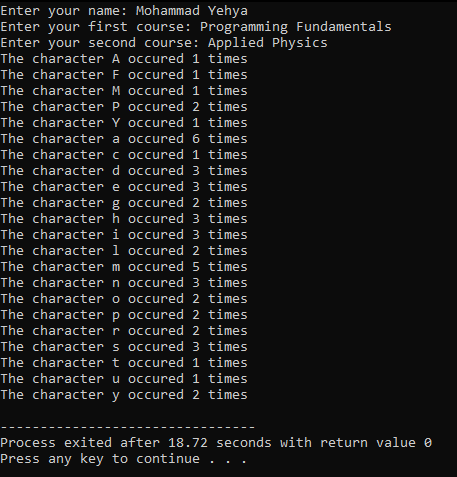 Enter your name: Mohammad Yehya
Enter your first course: Programming Fundamentals
Enter your second course: Applied Physics
The character A occured 1 times
The character F occured 1 times
The character M occured 1 times
The character P occured 2 times
The character Y occured 1 times
The character a occured 6 times
The character c occured 1 times
The character d occured 3 times
The character e occured 3 times
The character g occured 2 times
The character h occured 3 times
The character i occured 3 times
The character l occured 2 times
The character m occured 5 times
The character n occured 3 times
The character o occured 2 times
The character p occured 2 times
The character r occured 2 times
The character s occured 3 times
The character t occured 1 times
The character u occured 1 times
The character y occured 2 times
--------------------------------
Process exited after 18.72 seconds with return value 0
Press any key to continue . . .